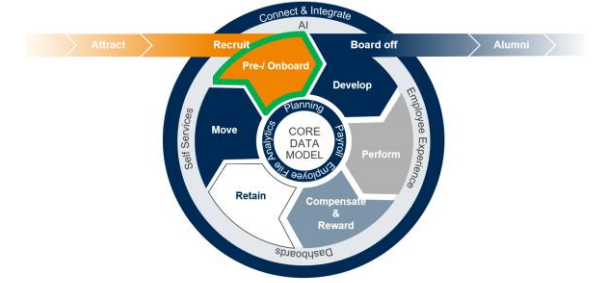 Connect & Integrate
AI
Attract
Recruit
Board off
Alumni
Pre-/ Onboard
Develop
Planning
Move
CORE
DATA
MODEL
Analytics
Payroll
Employee File
Perform
Self Services
Employee Experience
Retain
Compensate
&
Reward
Dashboards